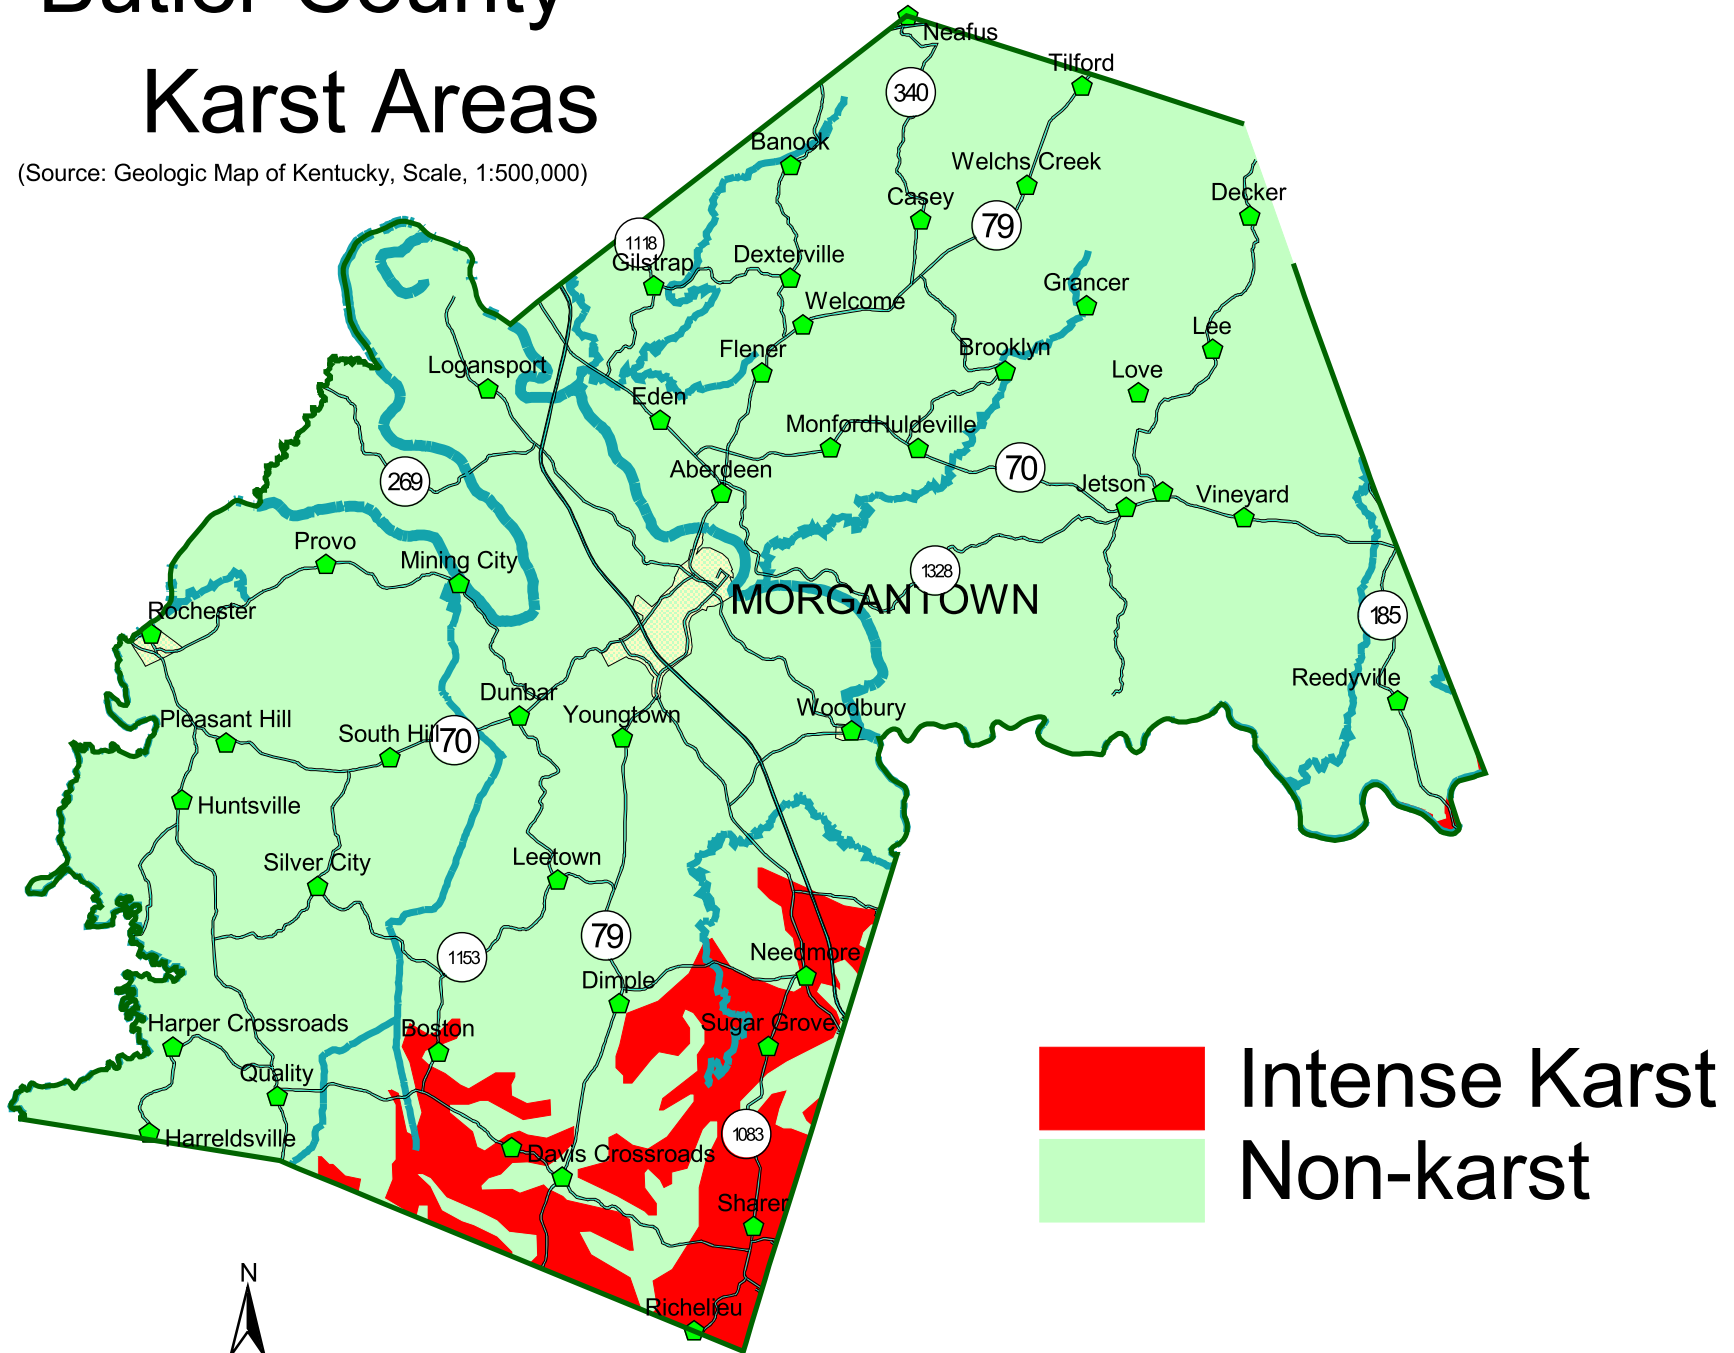 Butler County
Karst Areas
(Source: Geologic Map of Kentucky, Scale, 1:500,000)
Neafus
Tilford
340
Banock
Welchs Creek
Casey
Decker
79
1118
Gilstrap
Dexterville
Grancer
Welcome
Lee
Flener
Brooklyn
Logansport
Love
Eden
Monford
Huldeville
70
Aberdeen
269
Jetson
Vineyard
Provo
Mining City
1328
MORGANTOWN
Rochester
185
Reedyville
Dunbar
Woodbury
Pleasant Hill
Youngtown
South Hill
70
Huntsville
Silver City
Leetown
79
1153
Needmore
Dimple
Harper Crossroads
Boston
Sugar Grove
Quality
Intense Karst
Harreldsville
1083
Davis Crossroads
Non-karst
Sharer
N
Richelieu